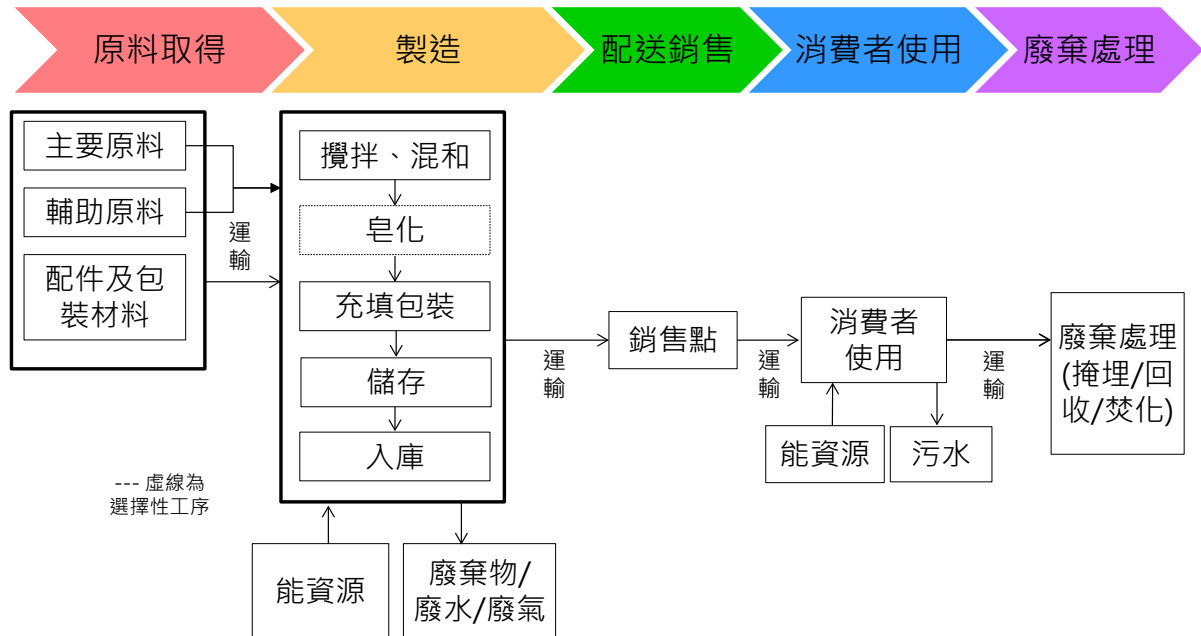 原料取得
製造
配送銷售
消費者使用
廢棄處理
主要原料
輔助原料
配件及包
裝材料
運
輸
攪拌、混和
皂化
充填包裝
儲存
入庫
運
輸
銷售點
運
輸
消費者
使用
運
輸
廢棄處理
(掩埋/回
收/焚化)
能資源
污水
--- 虛線為
選擇性工序
能資源
廢棄物/
廢水/廢氣